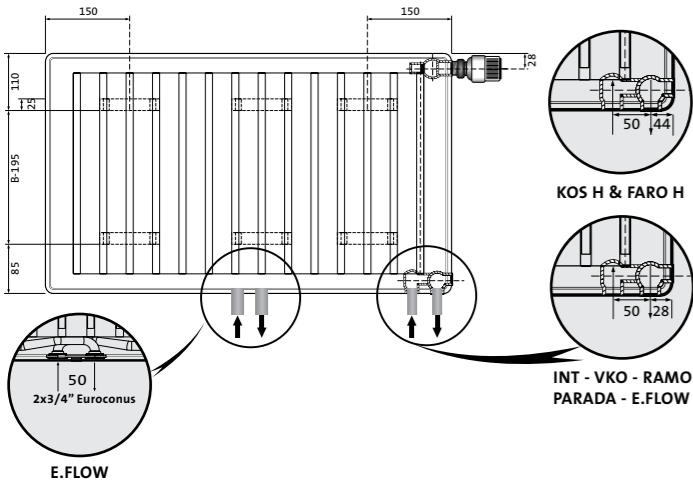 150
150
28
110
25
B-195
85
50 44
KOS H & FARO H
50 28
INT - VKO - RAMO
PARADA - E.FLOW
50
2x3/4” Euroconus
E.FLOW